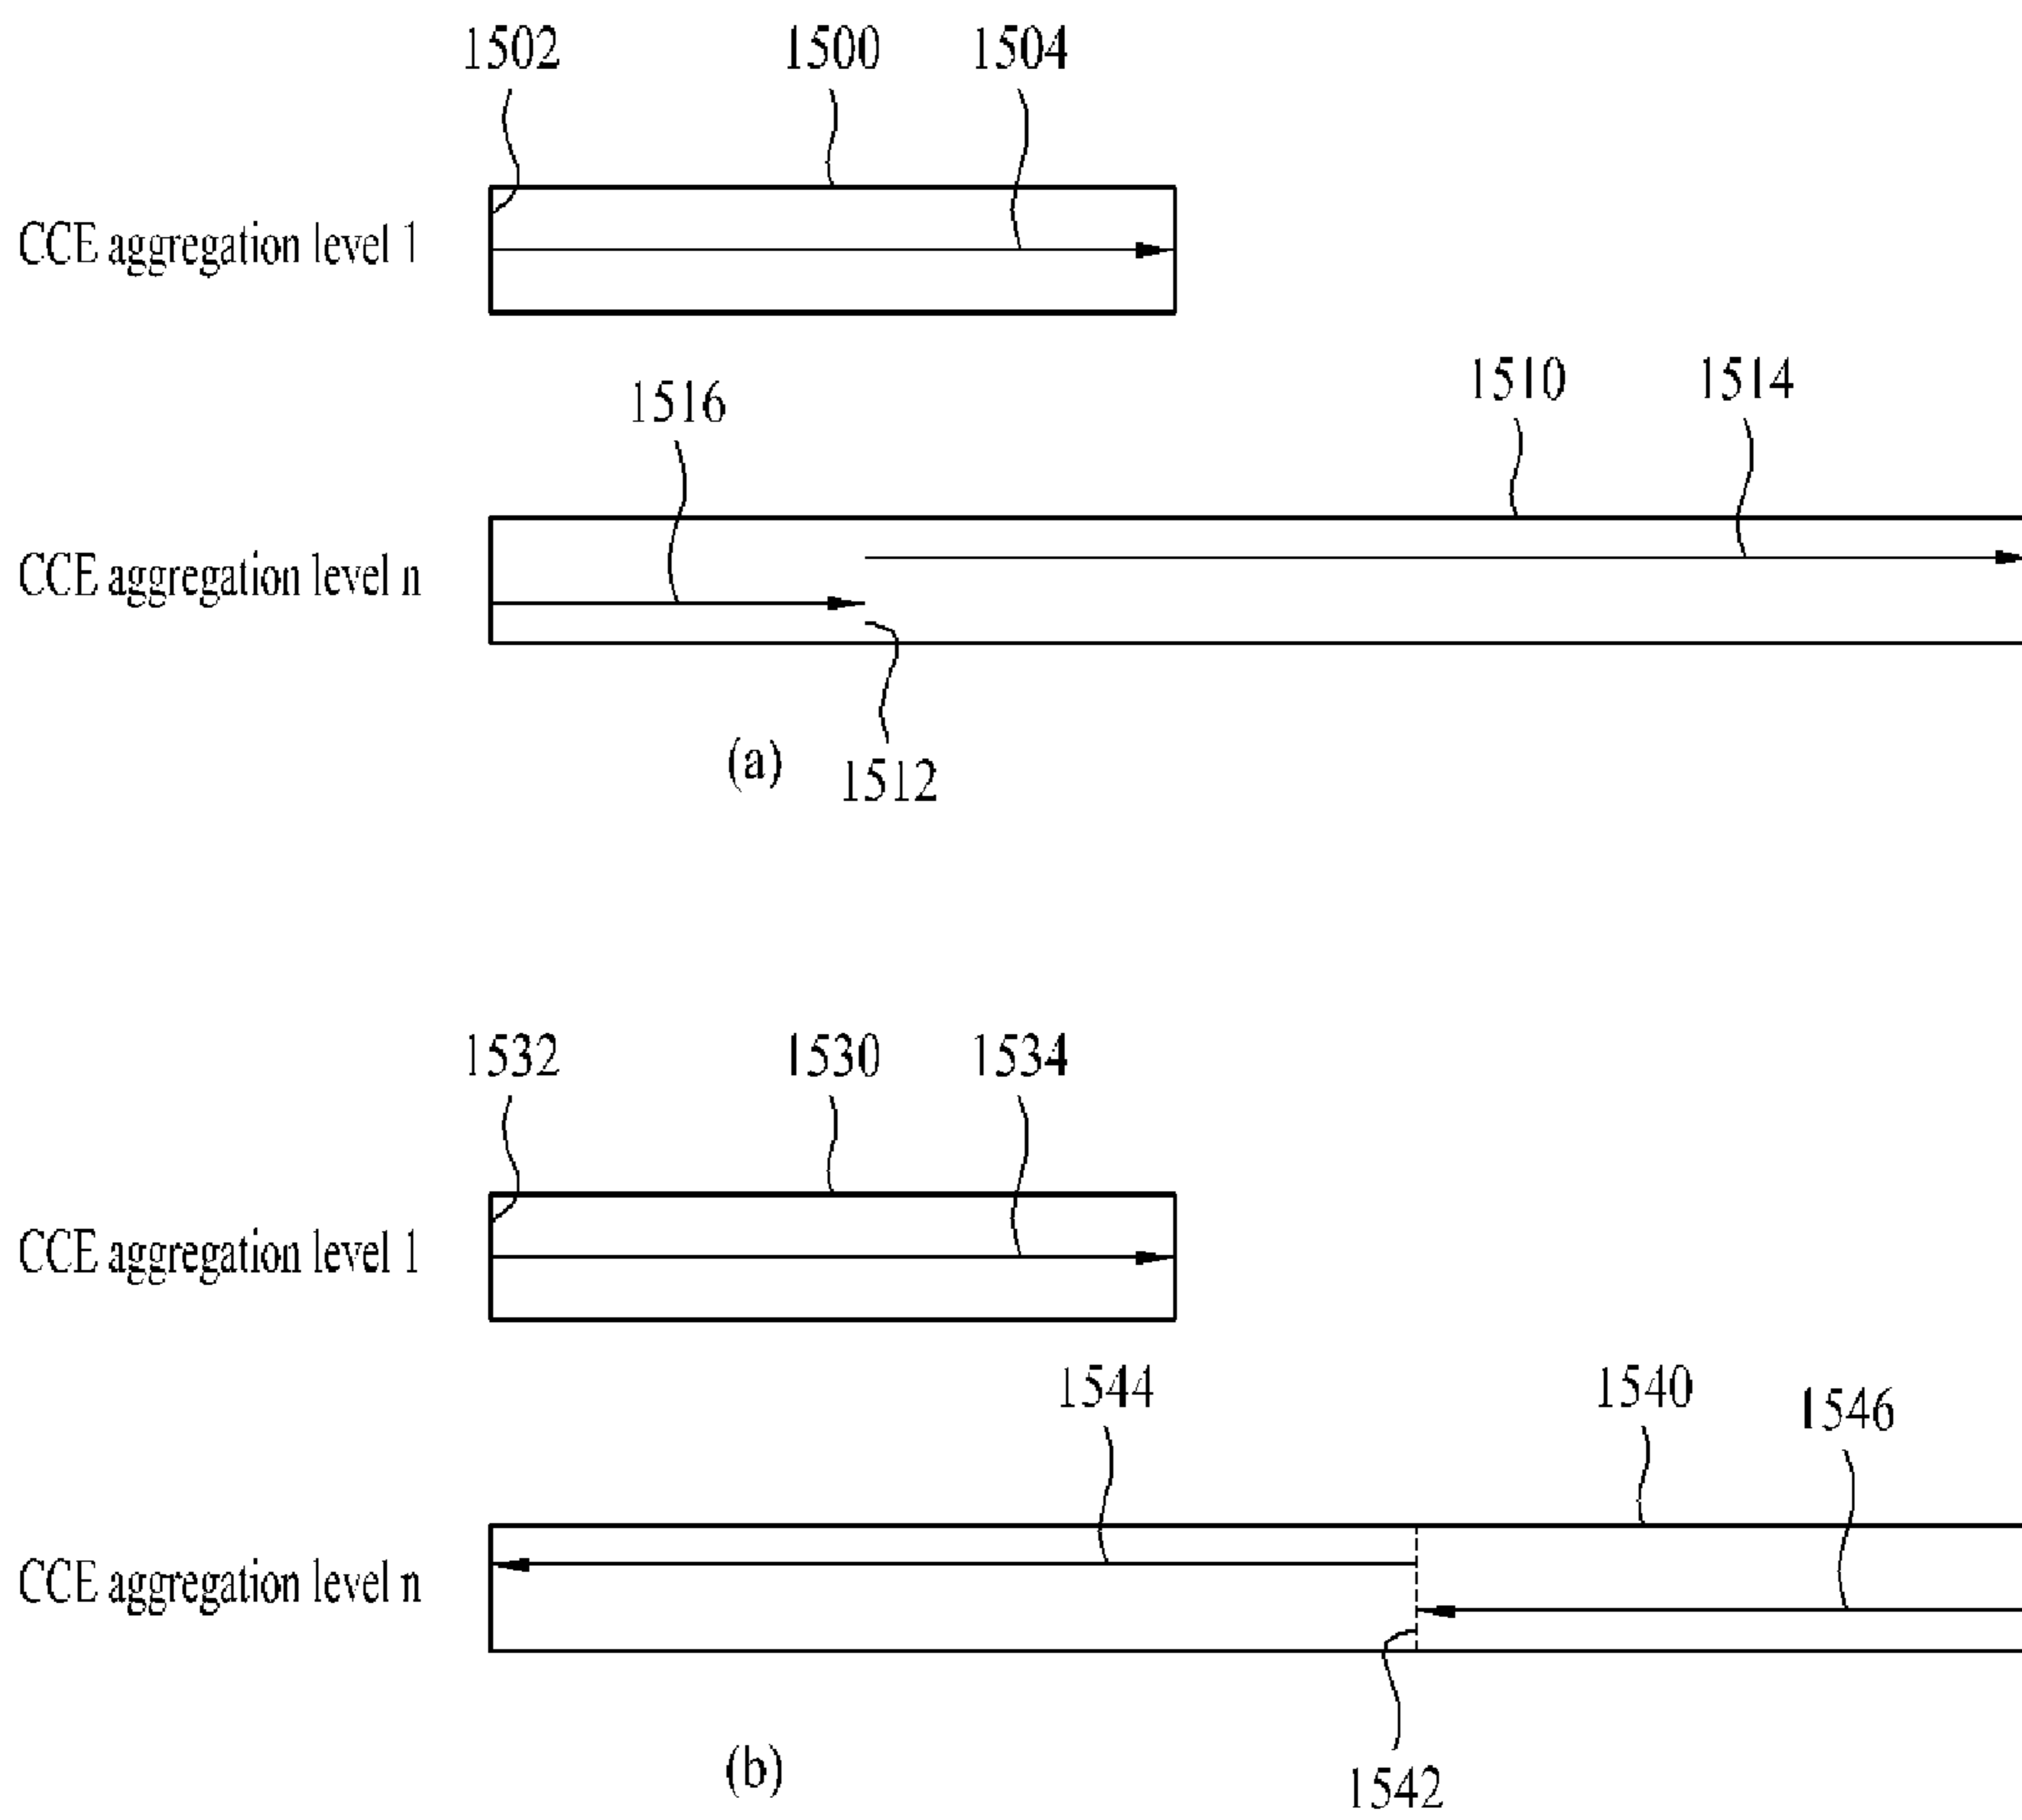 1502 1500 1504
CCE aggregation level 1
1516 1510 1514
CCE aggregation level n
(a) 1512
1532 1530 1534
CCE aggregation level 1
1544 1540 1546
CCE aggregation level n
(b) 1542